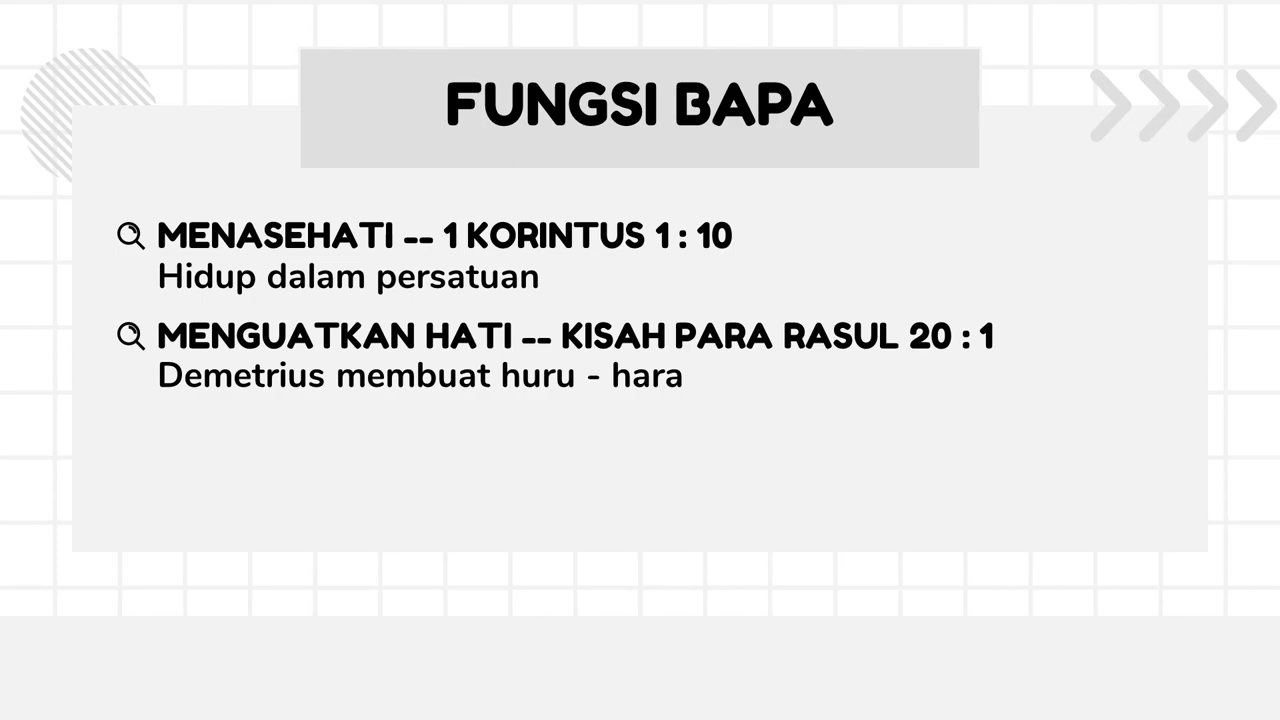 FUNGSI BAPA
MENASEHATI -- 1 KORINTUS 1 : 10
Hidup dalam persatuan
MENGUATKAN HATI -- KISAH PARA RASUL 20 : 1
Demetrius membuat huru - hara